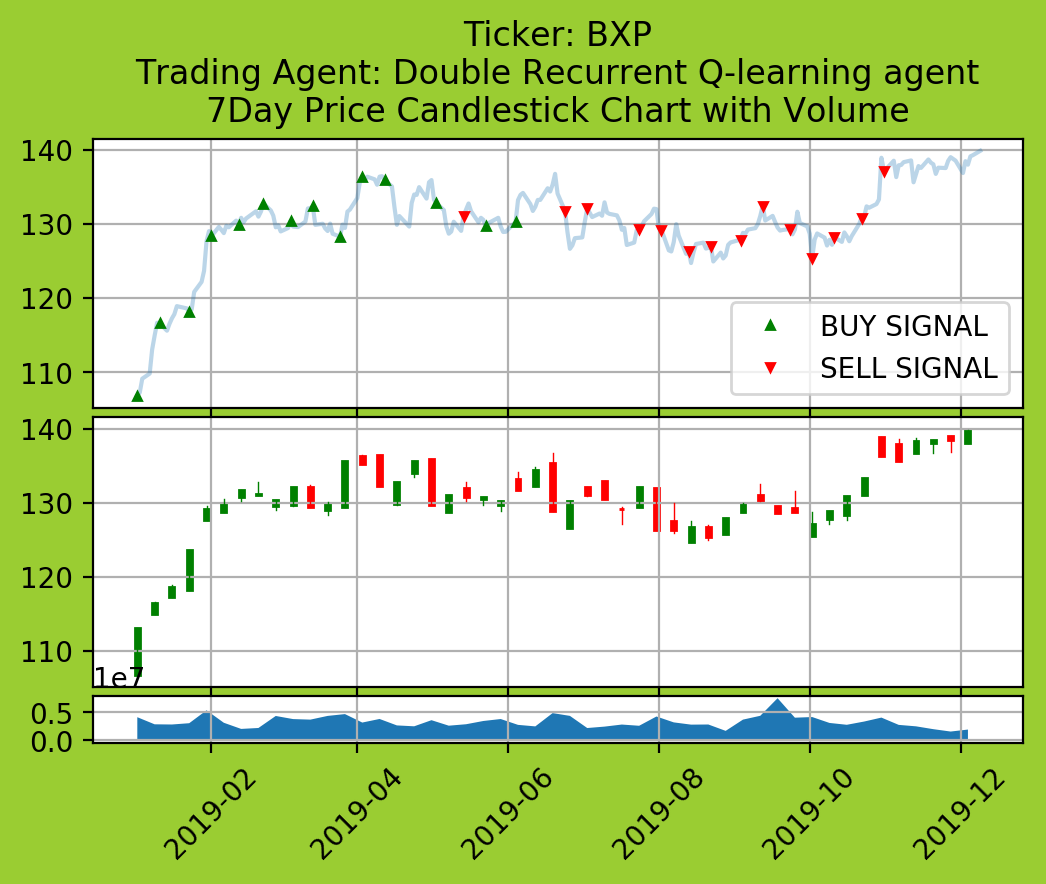 Ticker: BXP
Trading Agent: Double Recurrent Q-learning agent
7Day Price Candlestick Chart with Volume
140
130
120
110
BUY SIGNAL
SELL SIGNAL
140
130
120
110
1e7
0.5
0.0
2019-02
2019-04
2019-06
2019-08
2019-10
2019-12